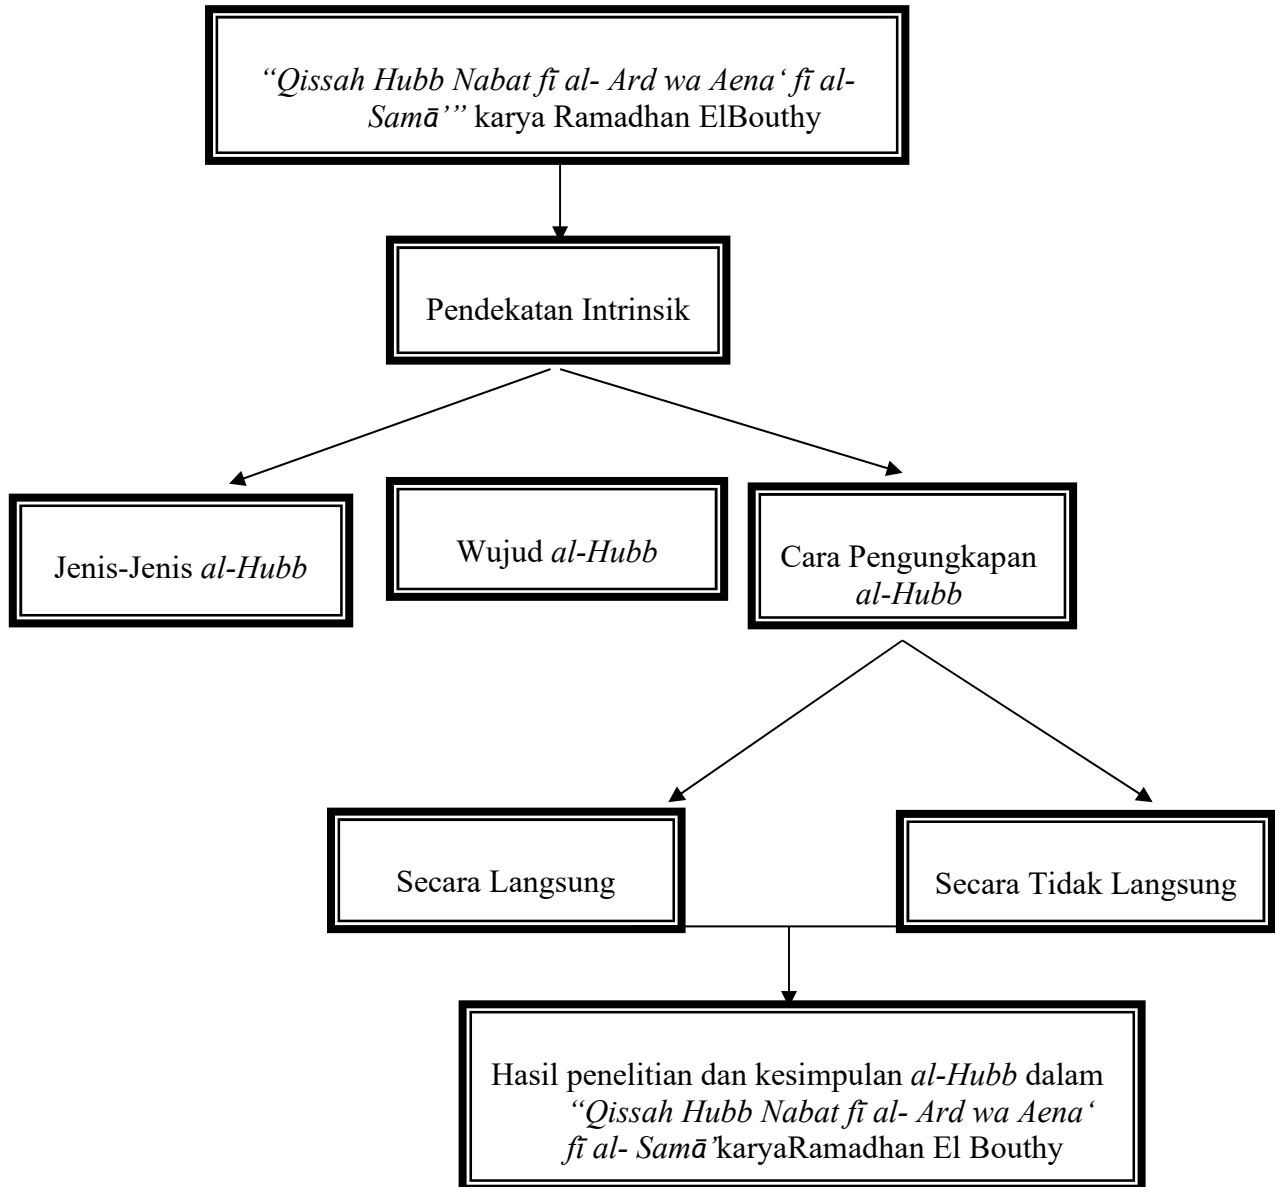 “Qissah Hubb Nabat fī al- Ard wa Aena‘ fī al-
Samā’” karya Ramadhan ElBouthy
Pendekatan Intrinsik
Jenis-Jenis al-Hubb
Wujud al-Hubb
Cara Pengungkapan
al-Hubb
Secara Langsung
Secara Tidak Langsung
Hasil penelitian dan kesimpulan al-Hubb dalam
“Qissah Hubb Nabat fī al- Ard wa Aena‘
fī al- Samā’karyaRamadhan El Bouthy